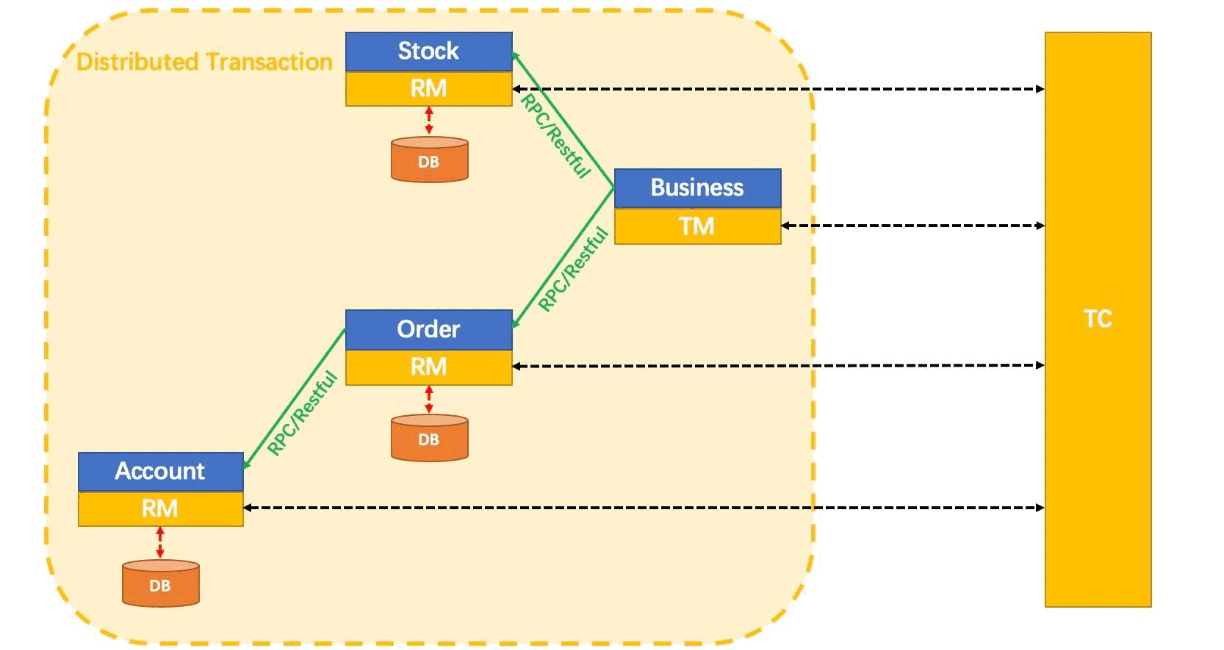 Distributed Transaction
Stock
RM
DB
RPC/Restful
Business
TM
RPC/Restful
Order
RM
DB
TC
RPC/Restful
Account
RM
DB